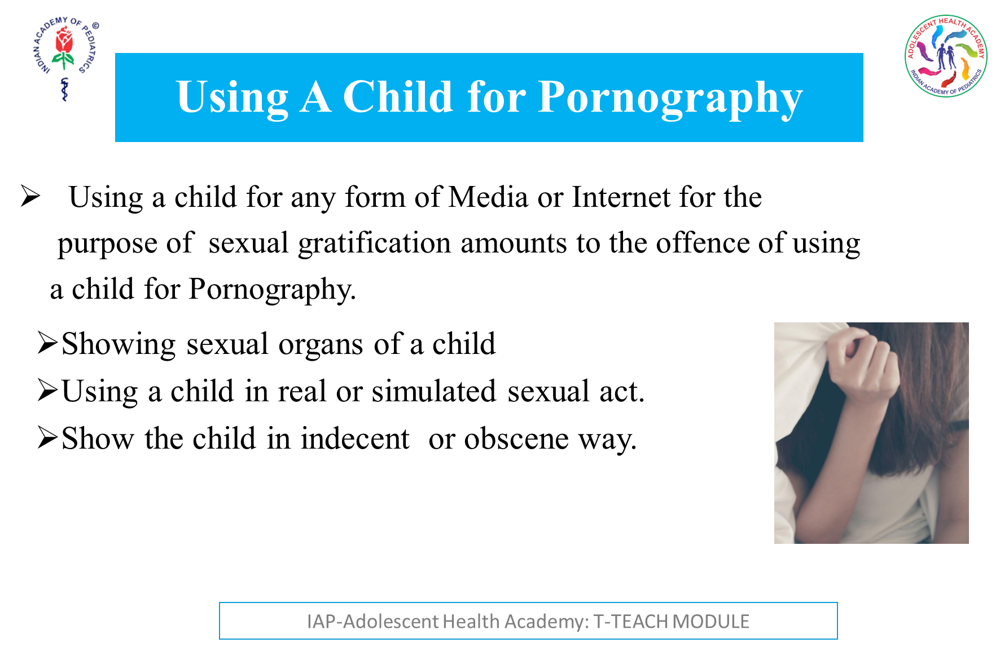 INDIAN ACADEMY OF PEDIATRICS ©
ADOLESCENT HEALTH ACADEMY
INDIAN ACADEMY OF PEDIATRICS
Using A Child for Pornography
➢ Using a child for any form of Media or Internet for the
purpose of sexual gratification amounts to the offence of using
a child for Pornography.
➢Showing sexual organs of a child
➢Using a child in real or simulated sexual act.
➢Show the child in indecent or obscene way.
IAP-Adolescent Health Academy: T-TEACH MODULE